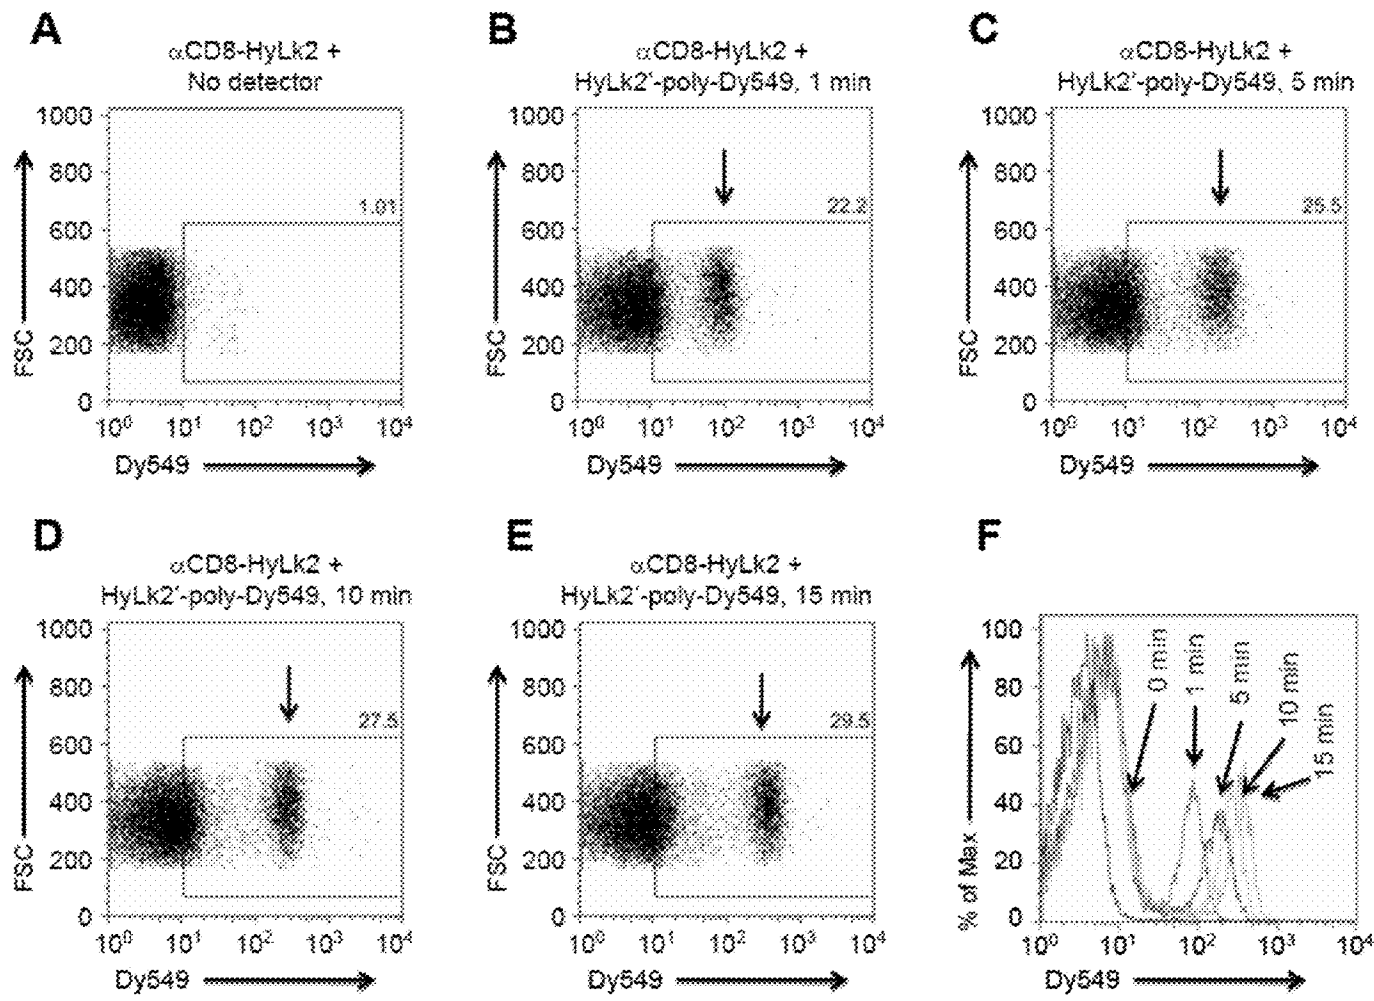 A
αCD8-HyLk2 +
No detector
1000
800
600
400
200
0
FSC
1.01
10⁰ 10¹ 10² 10³ 10⁴
Dy549
B
αCD8-HyLk2 +
HyLk2'-poly-Dy549, 1 min
1000
800
600
400
200
0
FSC
22.2
10⁰ 10¹ 10² 10³ 10⁴
Dy549
C
αCD8-HyLk2 +
HyLk2'-poly-Dy549, 5 min
1000
800
600
400
200
0
FSC
25.5
10⁰ 10¹ 10² 10³ 10⁴
Dy549
D
αCD8-HyLk2 +
HyLk2'-poly-Dy549, 10 min
1000
800
600
400
200
0
FSC
27.5
10⁰ 10¹ 10² 10³ 10⁴
Dy549
E
αCD8-HyLk2 +
HyLk2'-poly-Dy549, 15 min
1000
800
600
400
200
0
FSC
29.5
10⁰ 10¹ 10² 10³ 10⁴
Dy549
F
100
80
60
40
20
0
% of Max
0 min
1 min
5 min
10 min
15 min
10⁰ 10¹ 10² 10³ 10⁴
Dy549